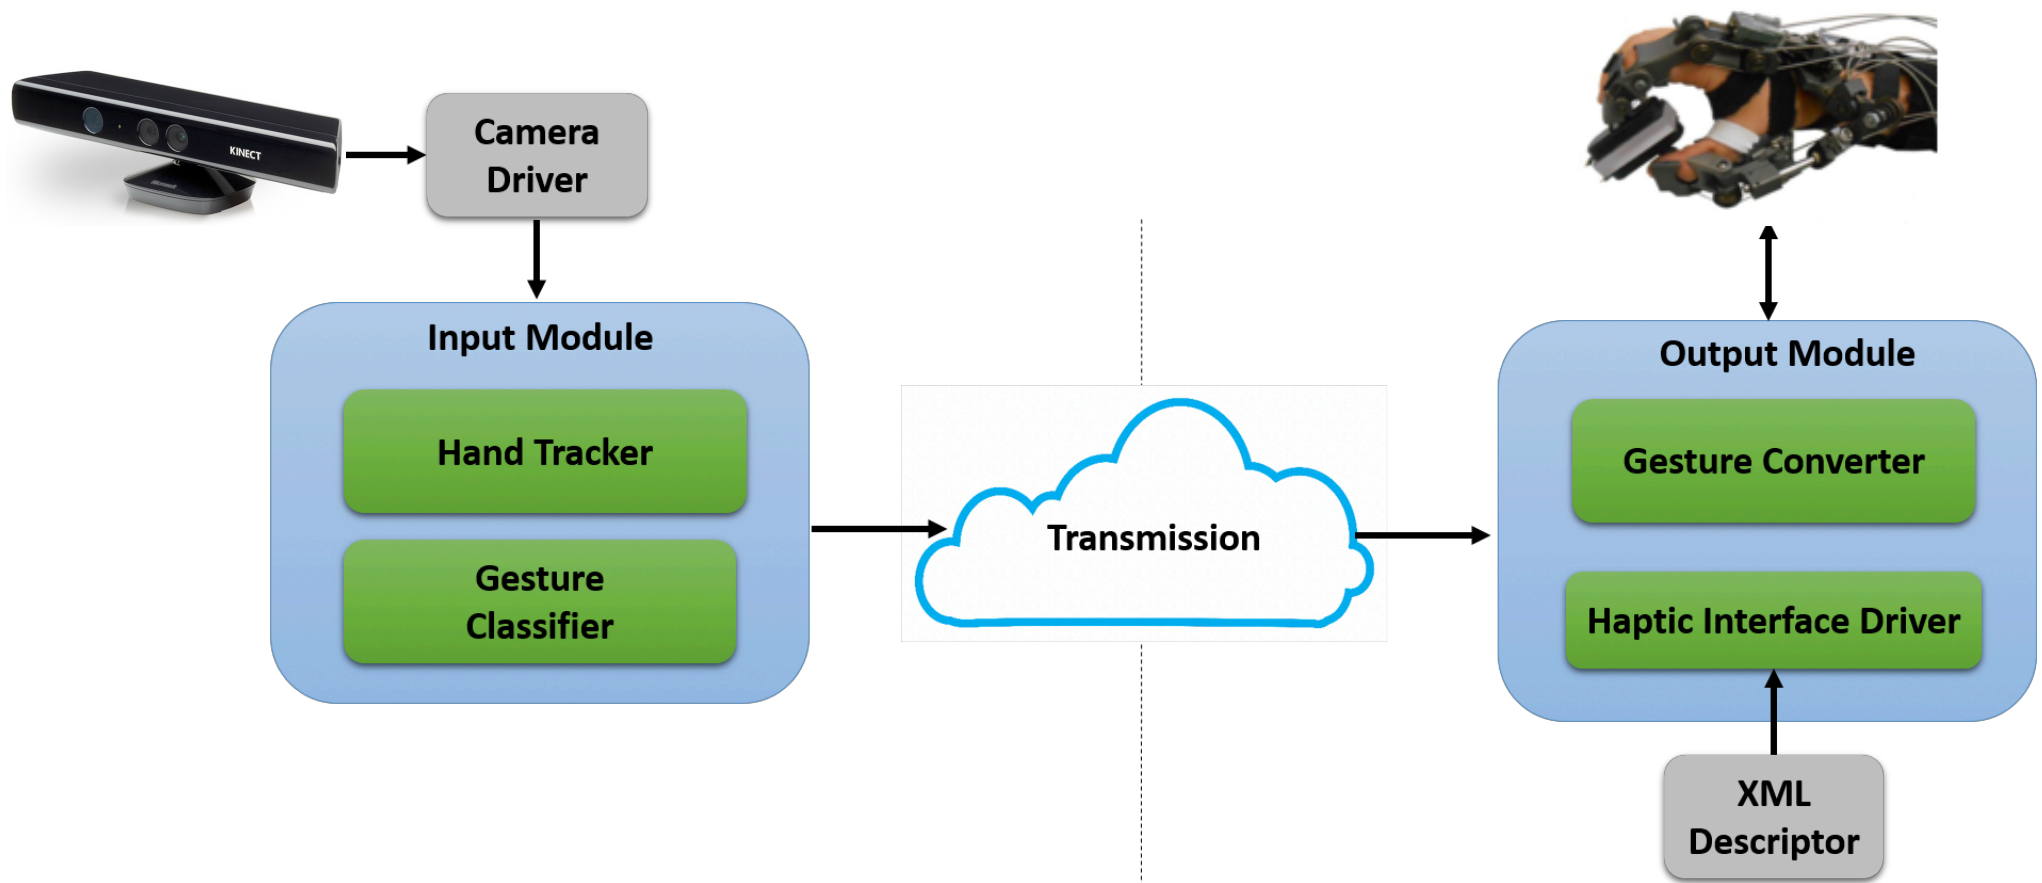 KINECT
Camera
Driver
Input Module
Hand Tracker
Gesture
Classifier
Transmission
Output Module
Gesture Converter
Haptic Interface Driver
XML
Descriptor